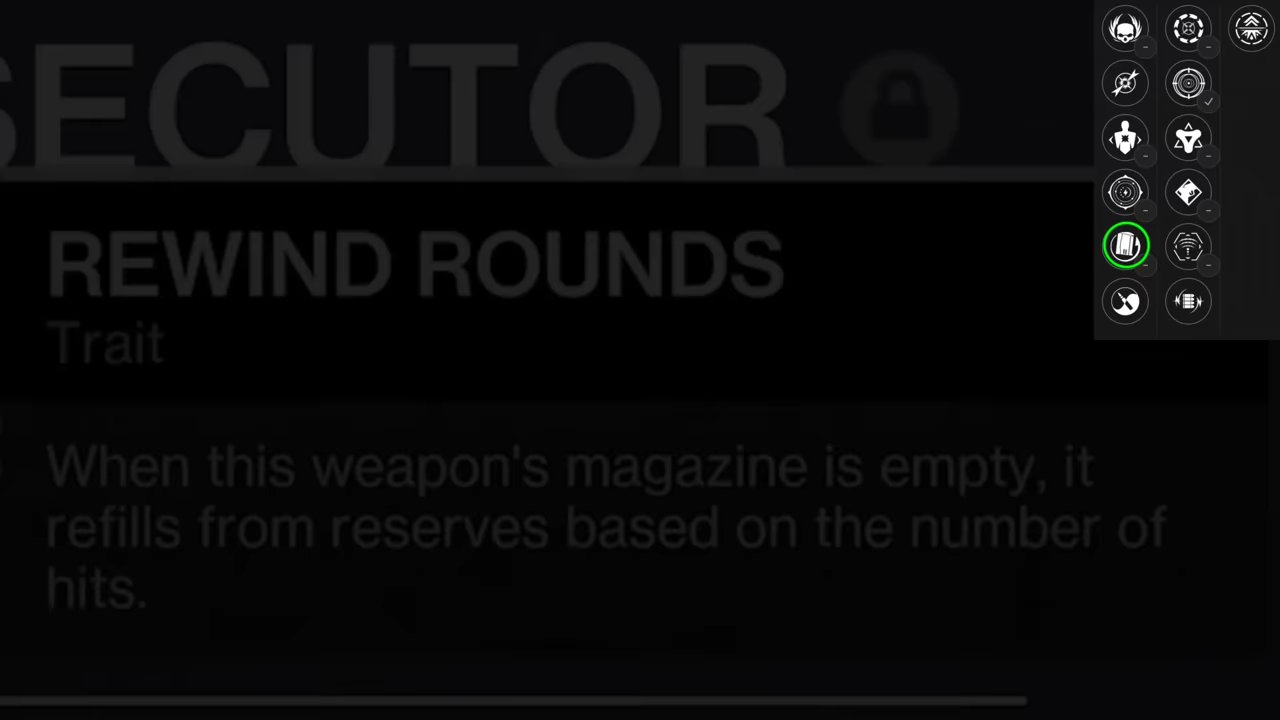 SECUTOR
REWIND ROUNDS
Trait
When this weapon's magazine is empty, it
refills from reserves based on the number of
hits.